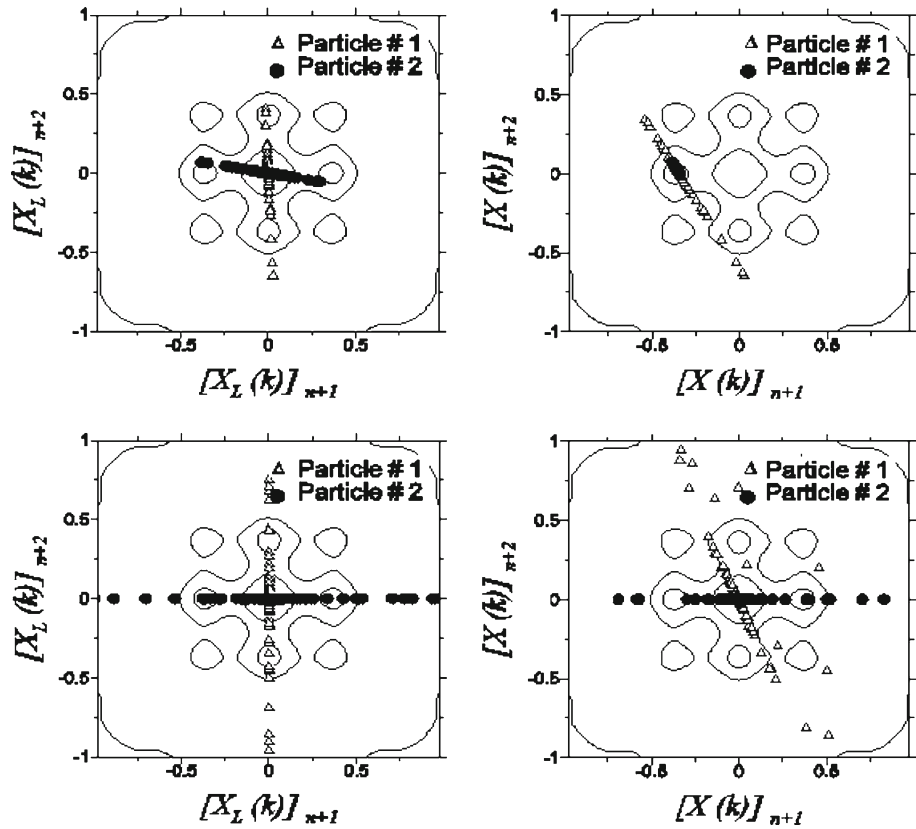 1
Particle # 1
Particle # 2
0.5
0
-0.5
-1
-0.5
0
0.5
[X_L (k)]_{n+2}
[X_L (k)]_{n+1}
1
Particle # 1
Particle # 2
0.5
0
-0.5
-1
-0.5
0
0.5
[X (k)]_{n+2}
[X (k)]_{n+1}
1
Particle # 1
Particle # 2
0.5
0
-0.5
-1
-0.5
0
0.5
[X_L (k)]_{n+2}
[X_L (k)]_{n+1}
1
Particle # 1
Particle # 2
0.5
0
-0.5
-1
-0.5
0
0.5
[X (k)]_{n+2}
[X (k)]_{n+1}